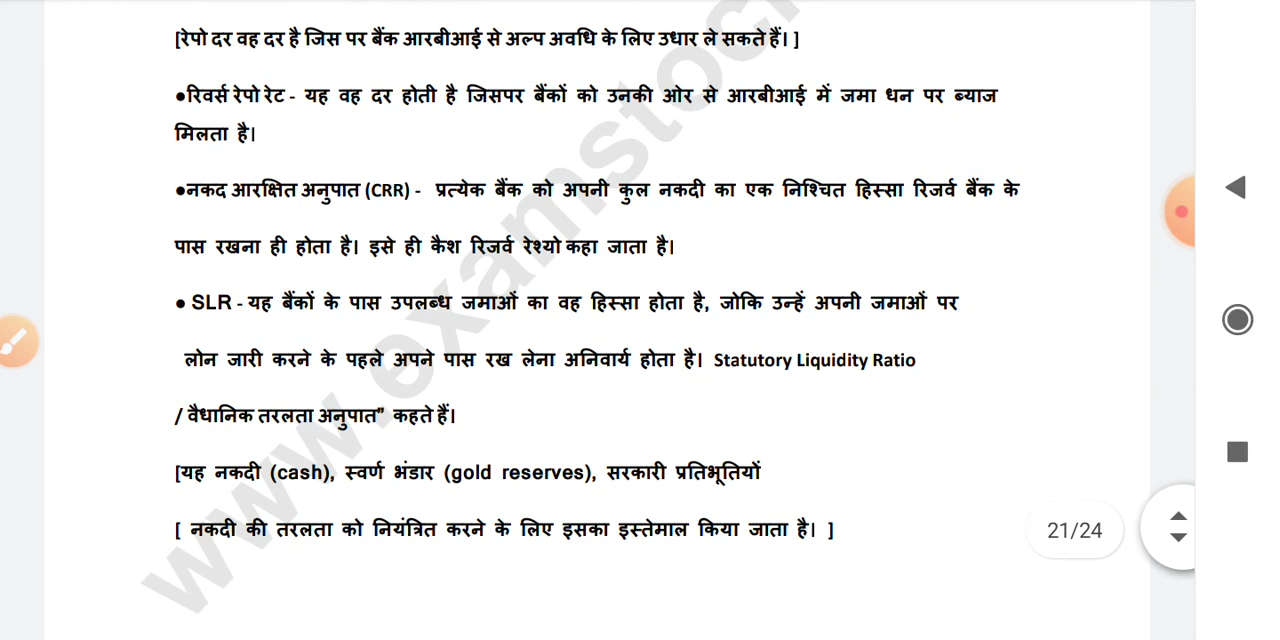 [रेपो दर वह दर है जिस पर बैंक आरबीआई से अल्प अवधि के लिए उधार ले सकते हैं। ]
●रिवर्स रेपो रेट - यह वह दर होती है जिसपर बैंकों को उनकी ओर से आरबीआई में जमा धन पर ब्याज
मिलता है।
●नकद आरक्षित अनुपात (CRR) - प्रत्येक बैंक को अपनी कुल नकदी का एक निश्चित हिस्सा रिजर्व बैंक के
पास रखना ही होता है। इसे ही कैश रिजर्व रेश्यो कहा जाता है।
● SLR - यह बैंकों के पास उपलब्ध जमाओं का वह हिस्सा होता है, जोकि उन्हें अपनी जमाओं पर
लोन जारी करने के पहले अपने पास रख लेना अनिवार्य होता है। Statutory Liquidity Ratio
/ वैधानिक तरलता अनुपात” कहते हैं।
[यह नकदी (cash), स्वर्ण भंडार (gold reserves), सरकारी प्रतिभूतियों
[ नकदी की तरलता को नियंत्रित करने के लिए इसका इस्तेमाल किया जाता है। ]
21/24
www.examstoc